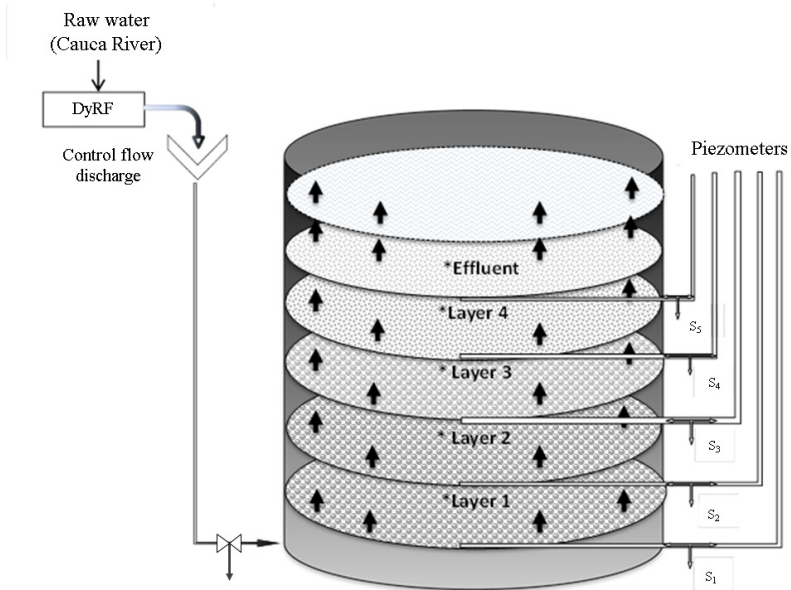 Raw water
(Cauca River)
DyRF
Control flow
discharge
Piezometers
*Effluent
*Layer 4
* Layer 3
* Layer 2
*Layer 1
S5
S4
S3
S2
S1